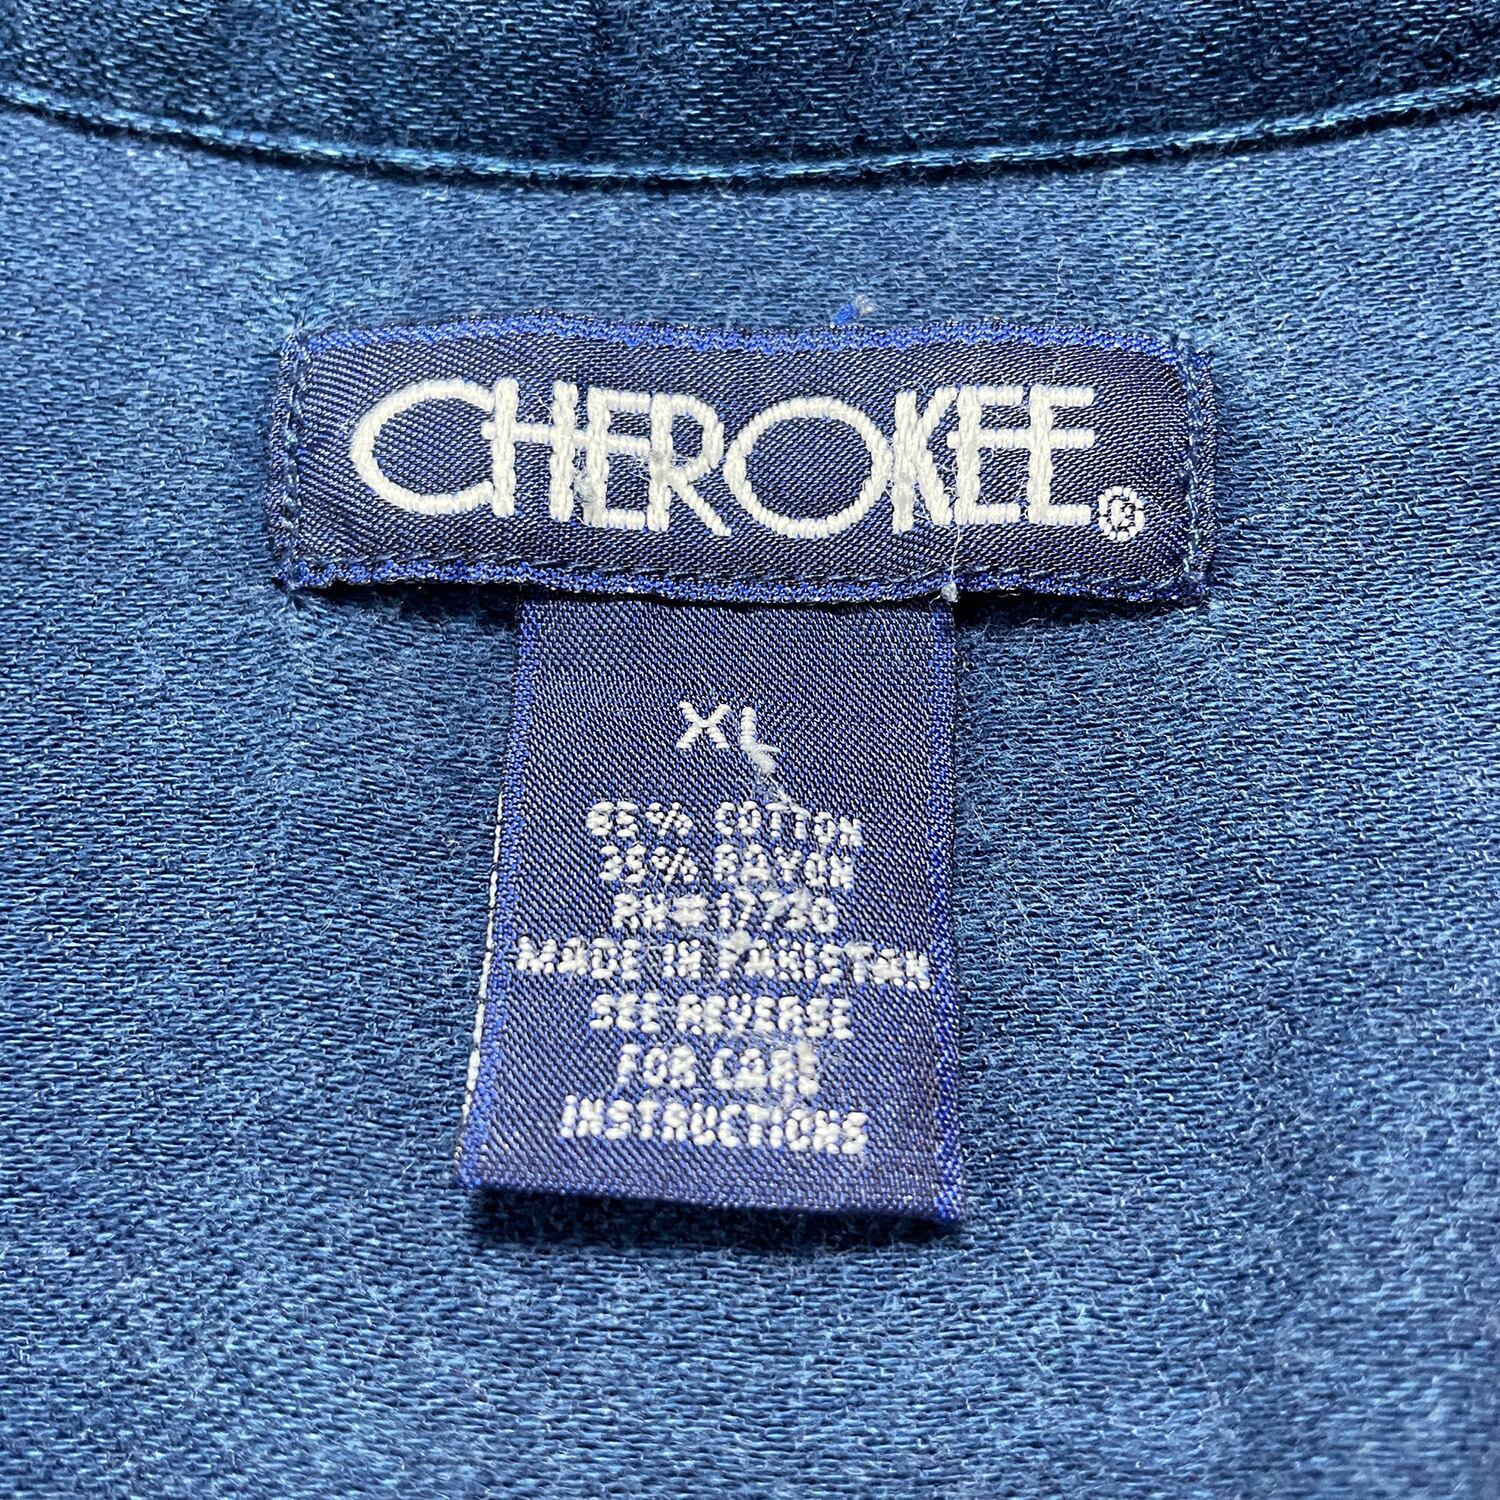 CHEROKEE®
XL
65% COTTON
35% RAYON
RN#17730
MADE IN PAKISTAN
SEE REVERSE
FOR CARE
INSTRUCTIONS